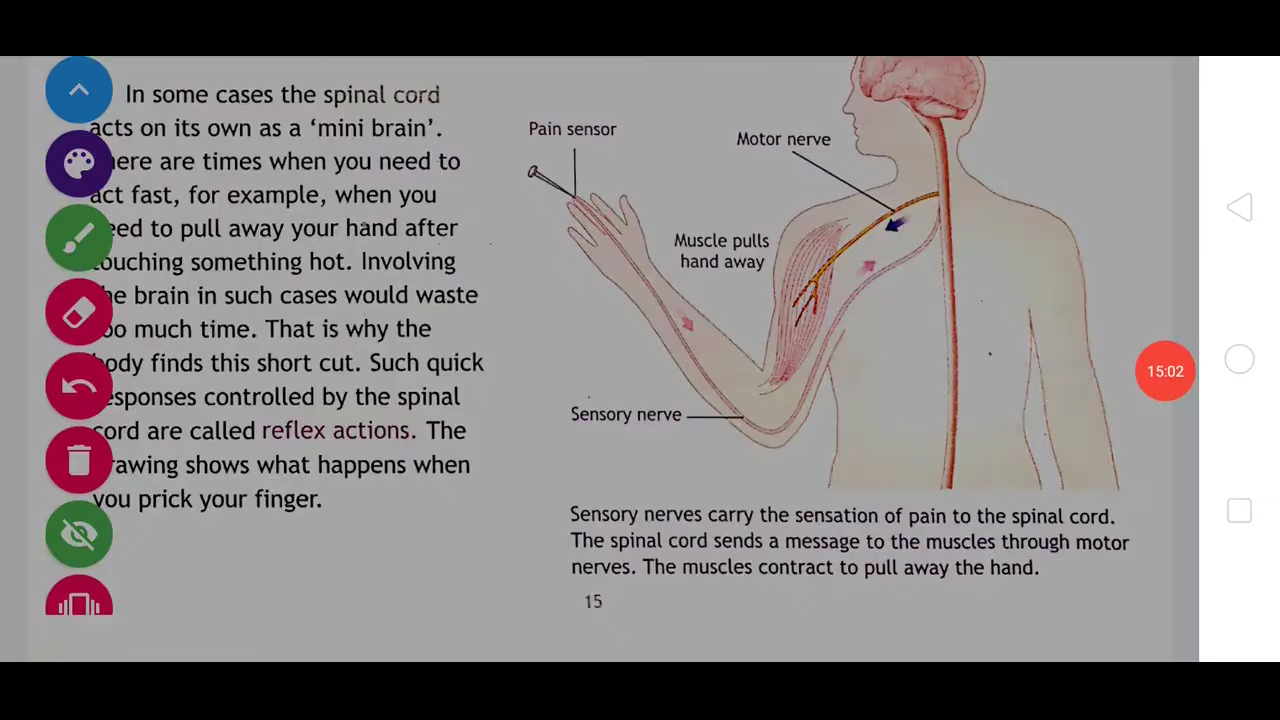 In some cases the spinal cord
acts on its own as a ‘mini brain’.
here are times when you need to
act fast, for example, when you
eed to pull away your hand after
touching something hot. Involving
he brain in such cases would waste
oo much time. That is why the
body finds this short cut. Such quick
esponses controlled by the spinal
cord are called reflex actions. The
rawing shows what happens when
you prick your finger.
Pain sensor
Motor nerve
Muscle pulls
hand away
Sensory nerve
Sensory nerves carry the sensation of pain to the spinal cord.
The spinal cord sends a message to the muscles through motor
nerves. The muscles contract to pull away the hand.
15
15:02